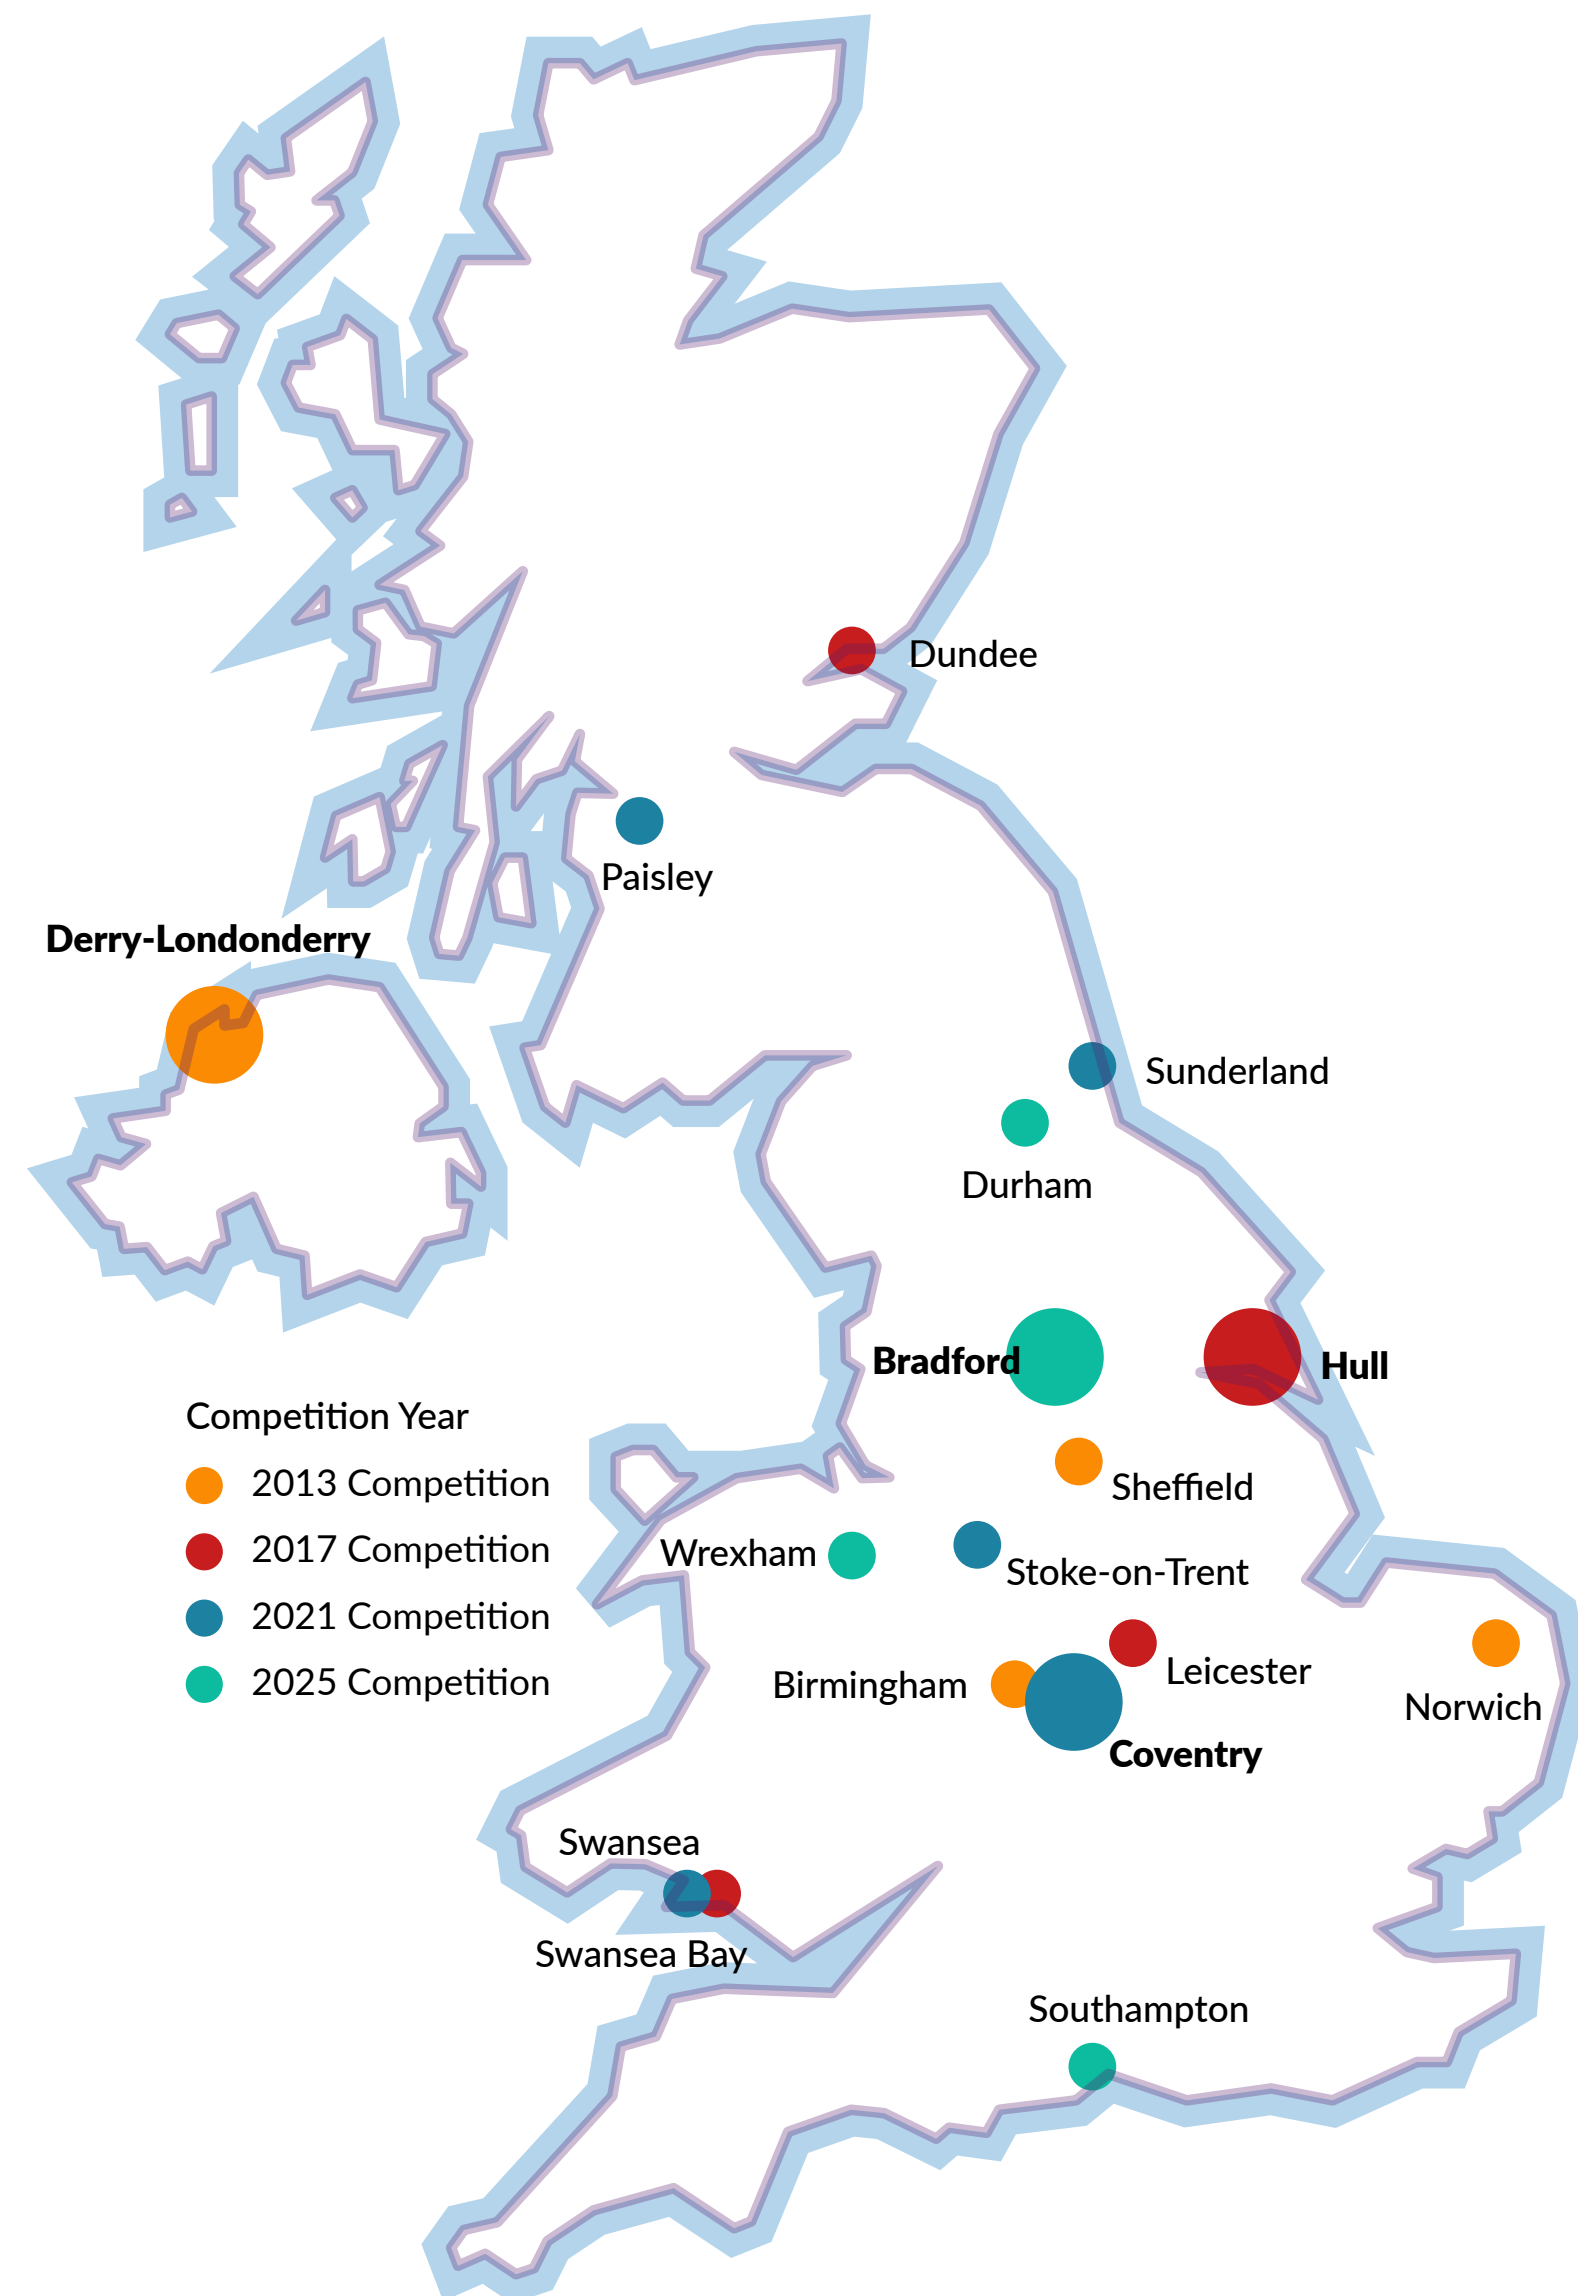 Dundee
Paisley
Derry-Londonderry
Sunderland
Durham
Bradford
Hull
Competition Year
2013 Competition
2017 Competition
2021 Competition
2025 Competition
Sheffield
Wrexham
Stoke-on-Trent
Leicester
Birmingham
Norwich
Coventry
Swansea
Swansea Bay
Southampton